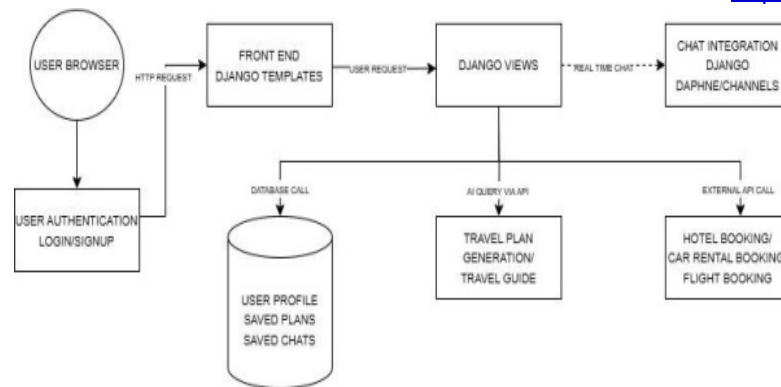 USER BROWSER
HTTP REQUEST
FRONT END
DJANGO TEMPLATES
USER REQUEST
DJANGO VIEWS
REAL TIME CHAT
CHAT INTEGRATION
DJANGO
DAPHNE/CHANNELS
USER AUTHENTICATION
LOGIN/SIGNUP
DATABASE CALL
AI QUERY VIA API
EXTERNAL API CALL
USER PROFILE
SAVED PLANS
SAVED CHATS
TRAVEL PLAN
GENERATION/
TRAVEL GUIDE
HOTEL BOOKING/
CAR RENTAL BOOKING
FLIGHT BOOKING